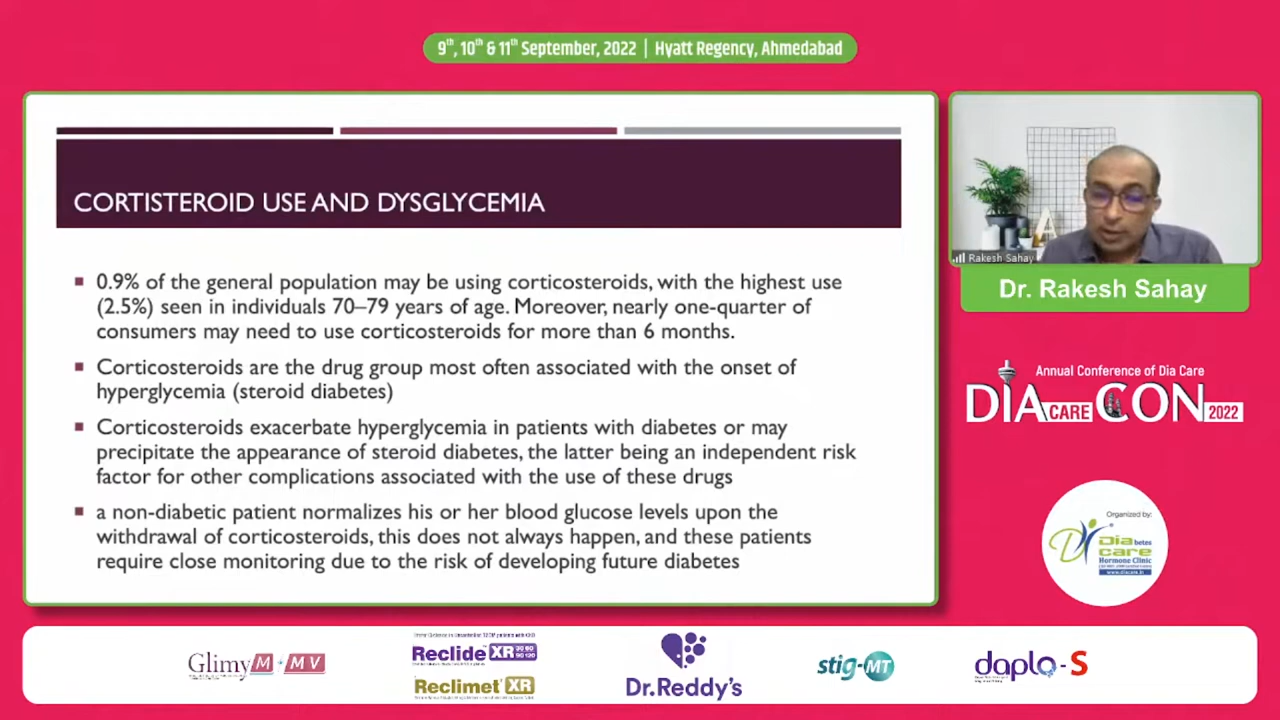 9th, 10th & 11th September, 2022 | Hyatt Regency, Ahmedabad
CORTISTEROID USE AND DYSGLYCEMIA
0.9% of the general population may be using corticosteroids, with the highest use
(2.5%) seen in individuals 70–79 years of age. Moreover, nearly one-quarter of
consumers may need to use corticosteroids for more than 6 months.
Corticosteroids are the drug group most often associated with the onset of
hyperglycemia (steroid diabetes)
Corticosteroids exacerbate hyperglycemia in patients with diabetes or may
precipitate the appearance of steroid diabetes, the latter being an independent risk
factor for other complications associated with the use of these drugs
a non-diabetic patient normalizes his or her blood glucose levels upon the
withdrawal of corticosteroids, this does not always happen, and these patients
require close monitoring due to the risk of developing future diabetes
A
Rakesh Sahay
Dr. Rakesh Sahay
Annual Conference of Dia Care
DIA CARE CON 2022
Organized by:
Diabetes
care
Hormone Clinic
www.diacare.in
Glimy M - MV
Reclide XR 30 60 90 120
Reclimet XR
Dr.Reddy's
stig-MT
daplo-S